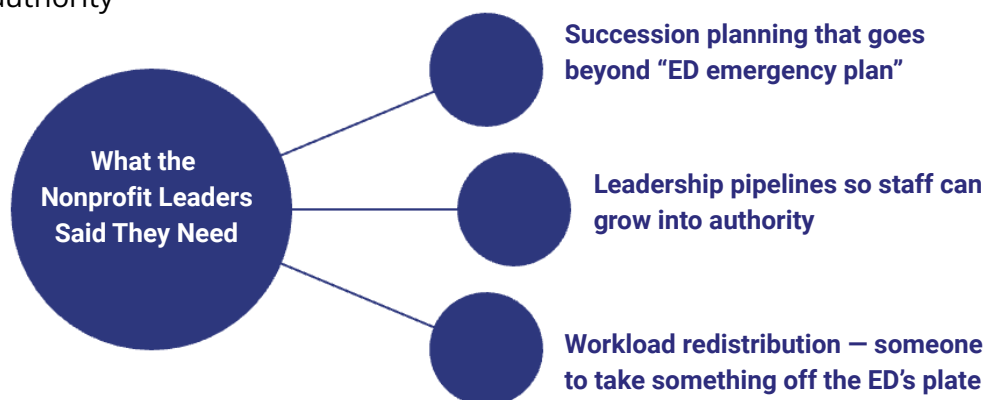 authority
What the
Nonprofit Leaders
Said They Need
Succession planning that goes
beyond “ED emergency plan”
Leadership pipelines so staff can
grow into authority
Workload redistribution — someone
to take something off the ED’s plate